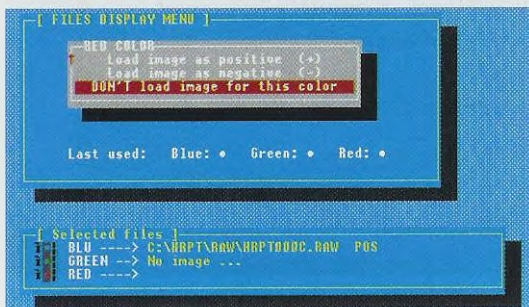 [ FILES DISPLAY MENU ]
RED COLOR
Load image as positive (+)
Load image as negative (-)
DON'T load image for this color
Last used: Blue: • Green: • Red: •
[ Selected files ]
BLU ----> C:\HRPT\RAW\HRPT000C.RAW POS
GREEN --> No image ...
RED ---->